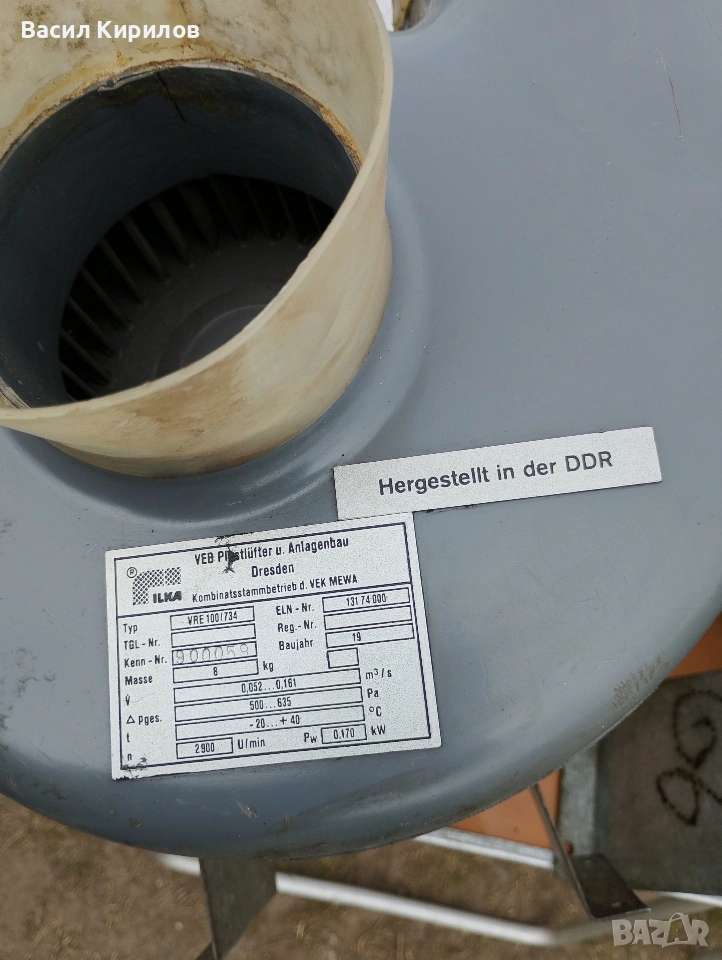 Васил Кирилов
Hergestellt in der DDR
VEB Plastlüfter u. Anlagenbau
Dresden
® ILKA Kombinatsstammbetrieb d. VEK MEWA
Typ VRE 100/734 ELN - Nr. 131 74 000
TGL - Nr. Reg. - Nr.
Kenn - Nr. 900059 Baujahr 19
Masse 8 kg
V̇ 0,052...0,161 m³/s
Δ pges. 500...635 Pa
t -20...+40 °C
n 2900 U/min Pw 0,170 kW
BAZAR